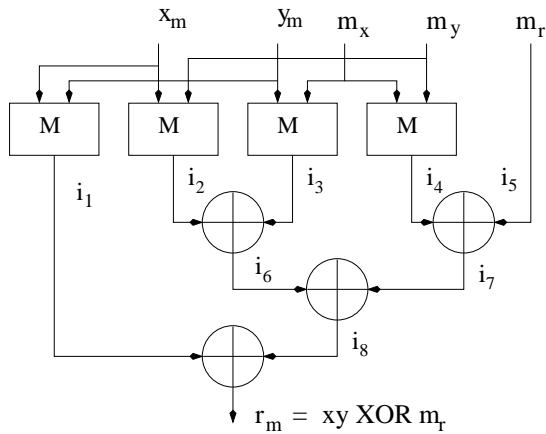 x_m y_m m_x m_y m_r
M M M M
i_1 i_2 i_3 i_4 i_5
i_6 i_7
i_8
r_m = xy XOR m_r